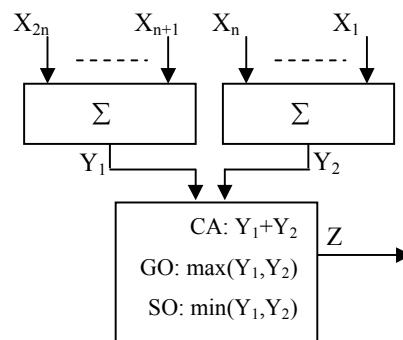 X2n Xn+1 Xn X1
Σ Σ
Y1 Y2
CA: Y1+Y2
Z
GO: max(Y1,Y2)
SO: min(Y1,Y2)